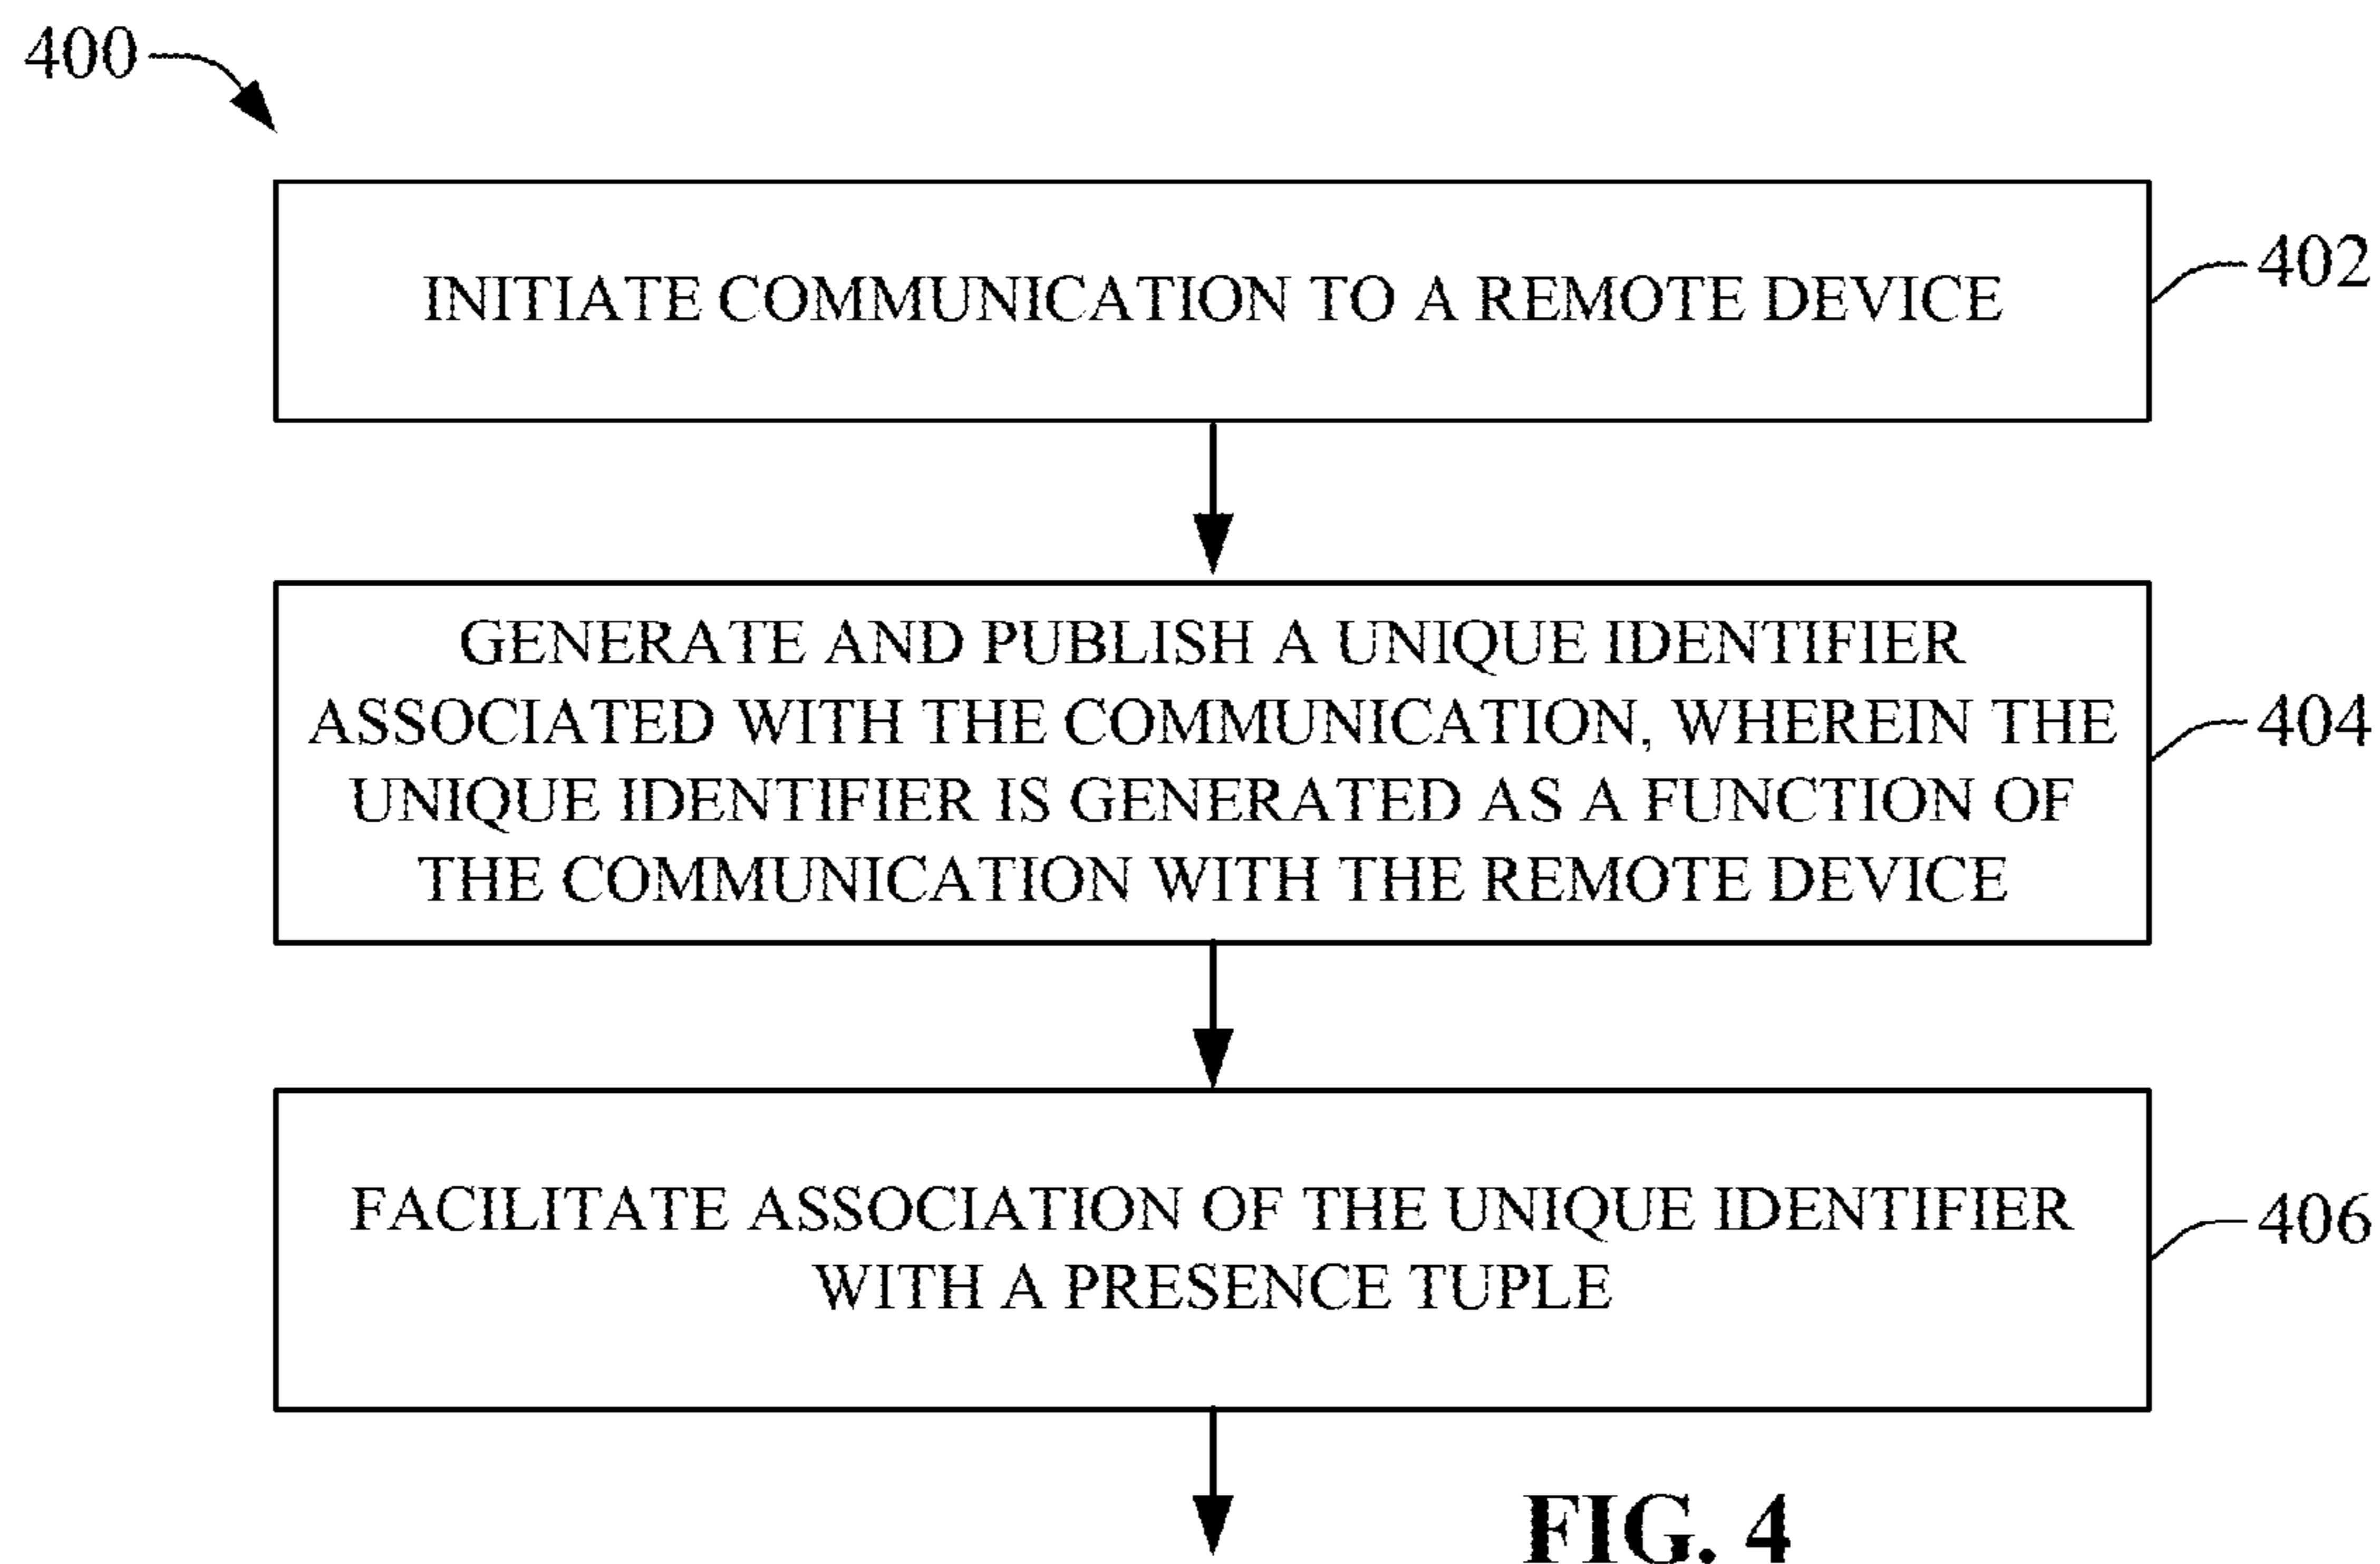 400
INITIATE COMMUNICATION TO A REMOTE DEVICE
402
GENERATE AND PUBLISH A UNIQUE IDENTIFIER
ASSOCIATED WITH THE COMMUNICATION, WHEREIN THE
UNIQUE IDENTIFIER IS GENERATED AS A FUNCTION OF
THE COMMUNICATION WITH THE REMOTE DEVICE
404
FACILITATE ASSOCIATION OF THE UNIQUE IDENTIFIER
WITH A PRESENCE TUPLE
406
FIG. 4